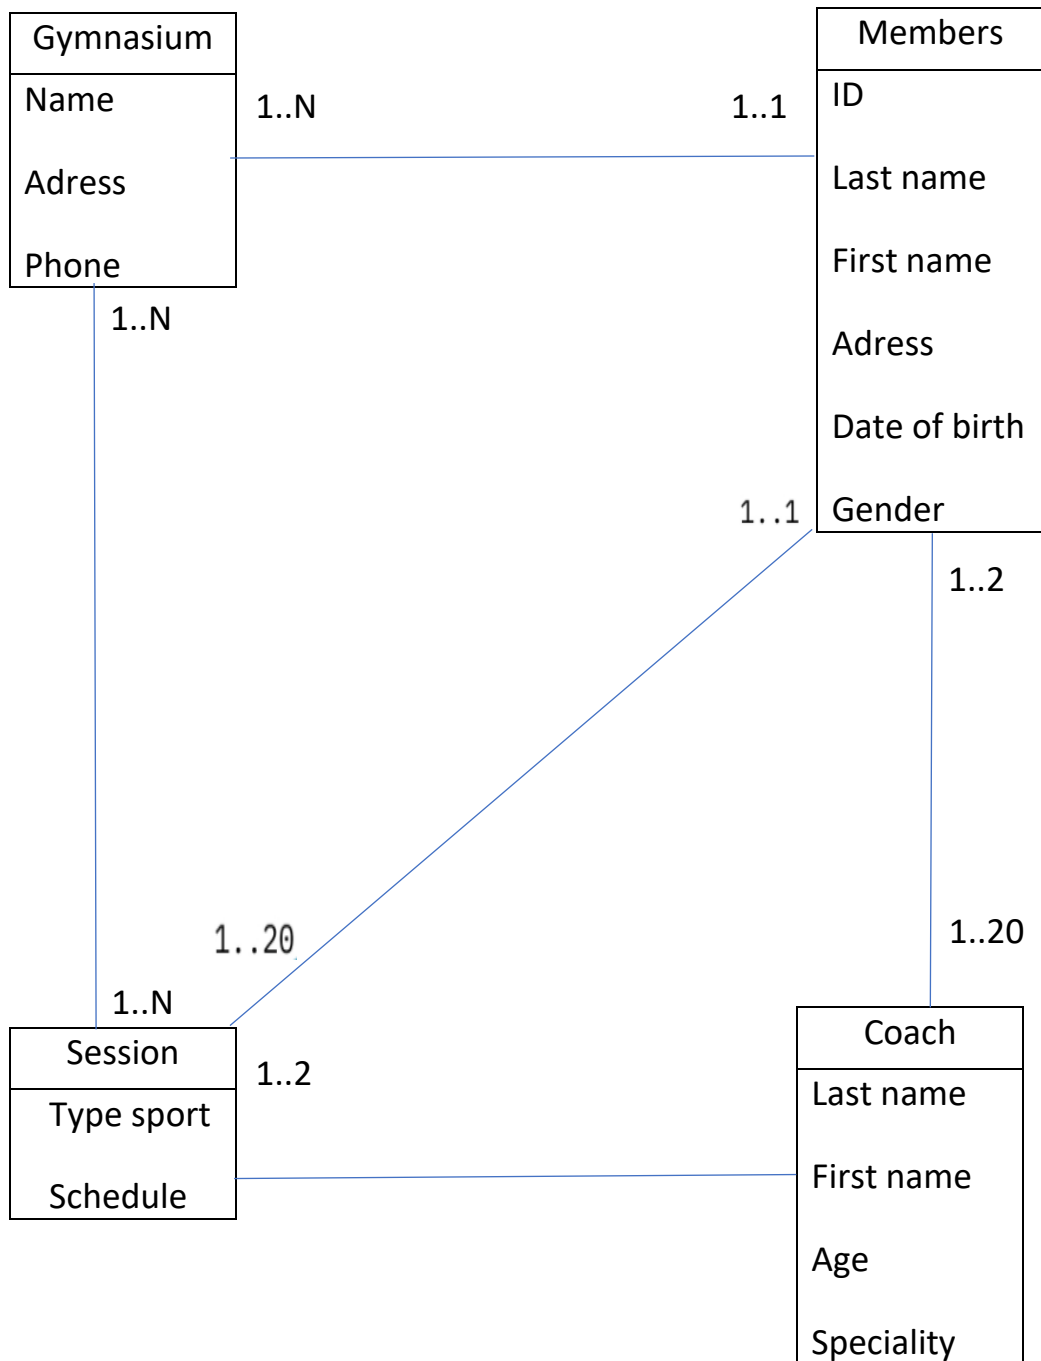 Gymnasium
Name
Adress
Phone
1..N
1..1
Members
ID
Last name
First name
Adress
Date of birth
Gender
1..N
1..1
1..2
1..20
1..20
1..N
Session
Type sport
Schedule
1..2
Coach
Last name
First name
Age
Speciality